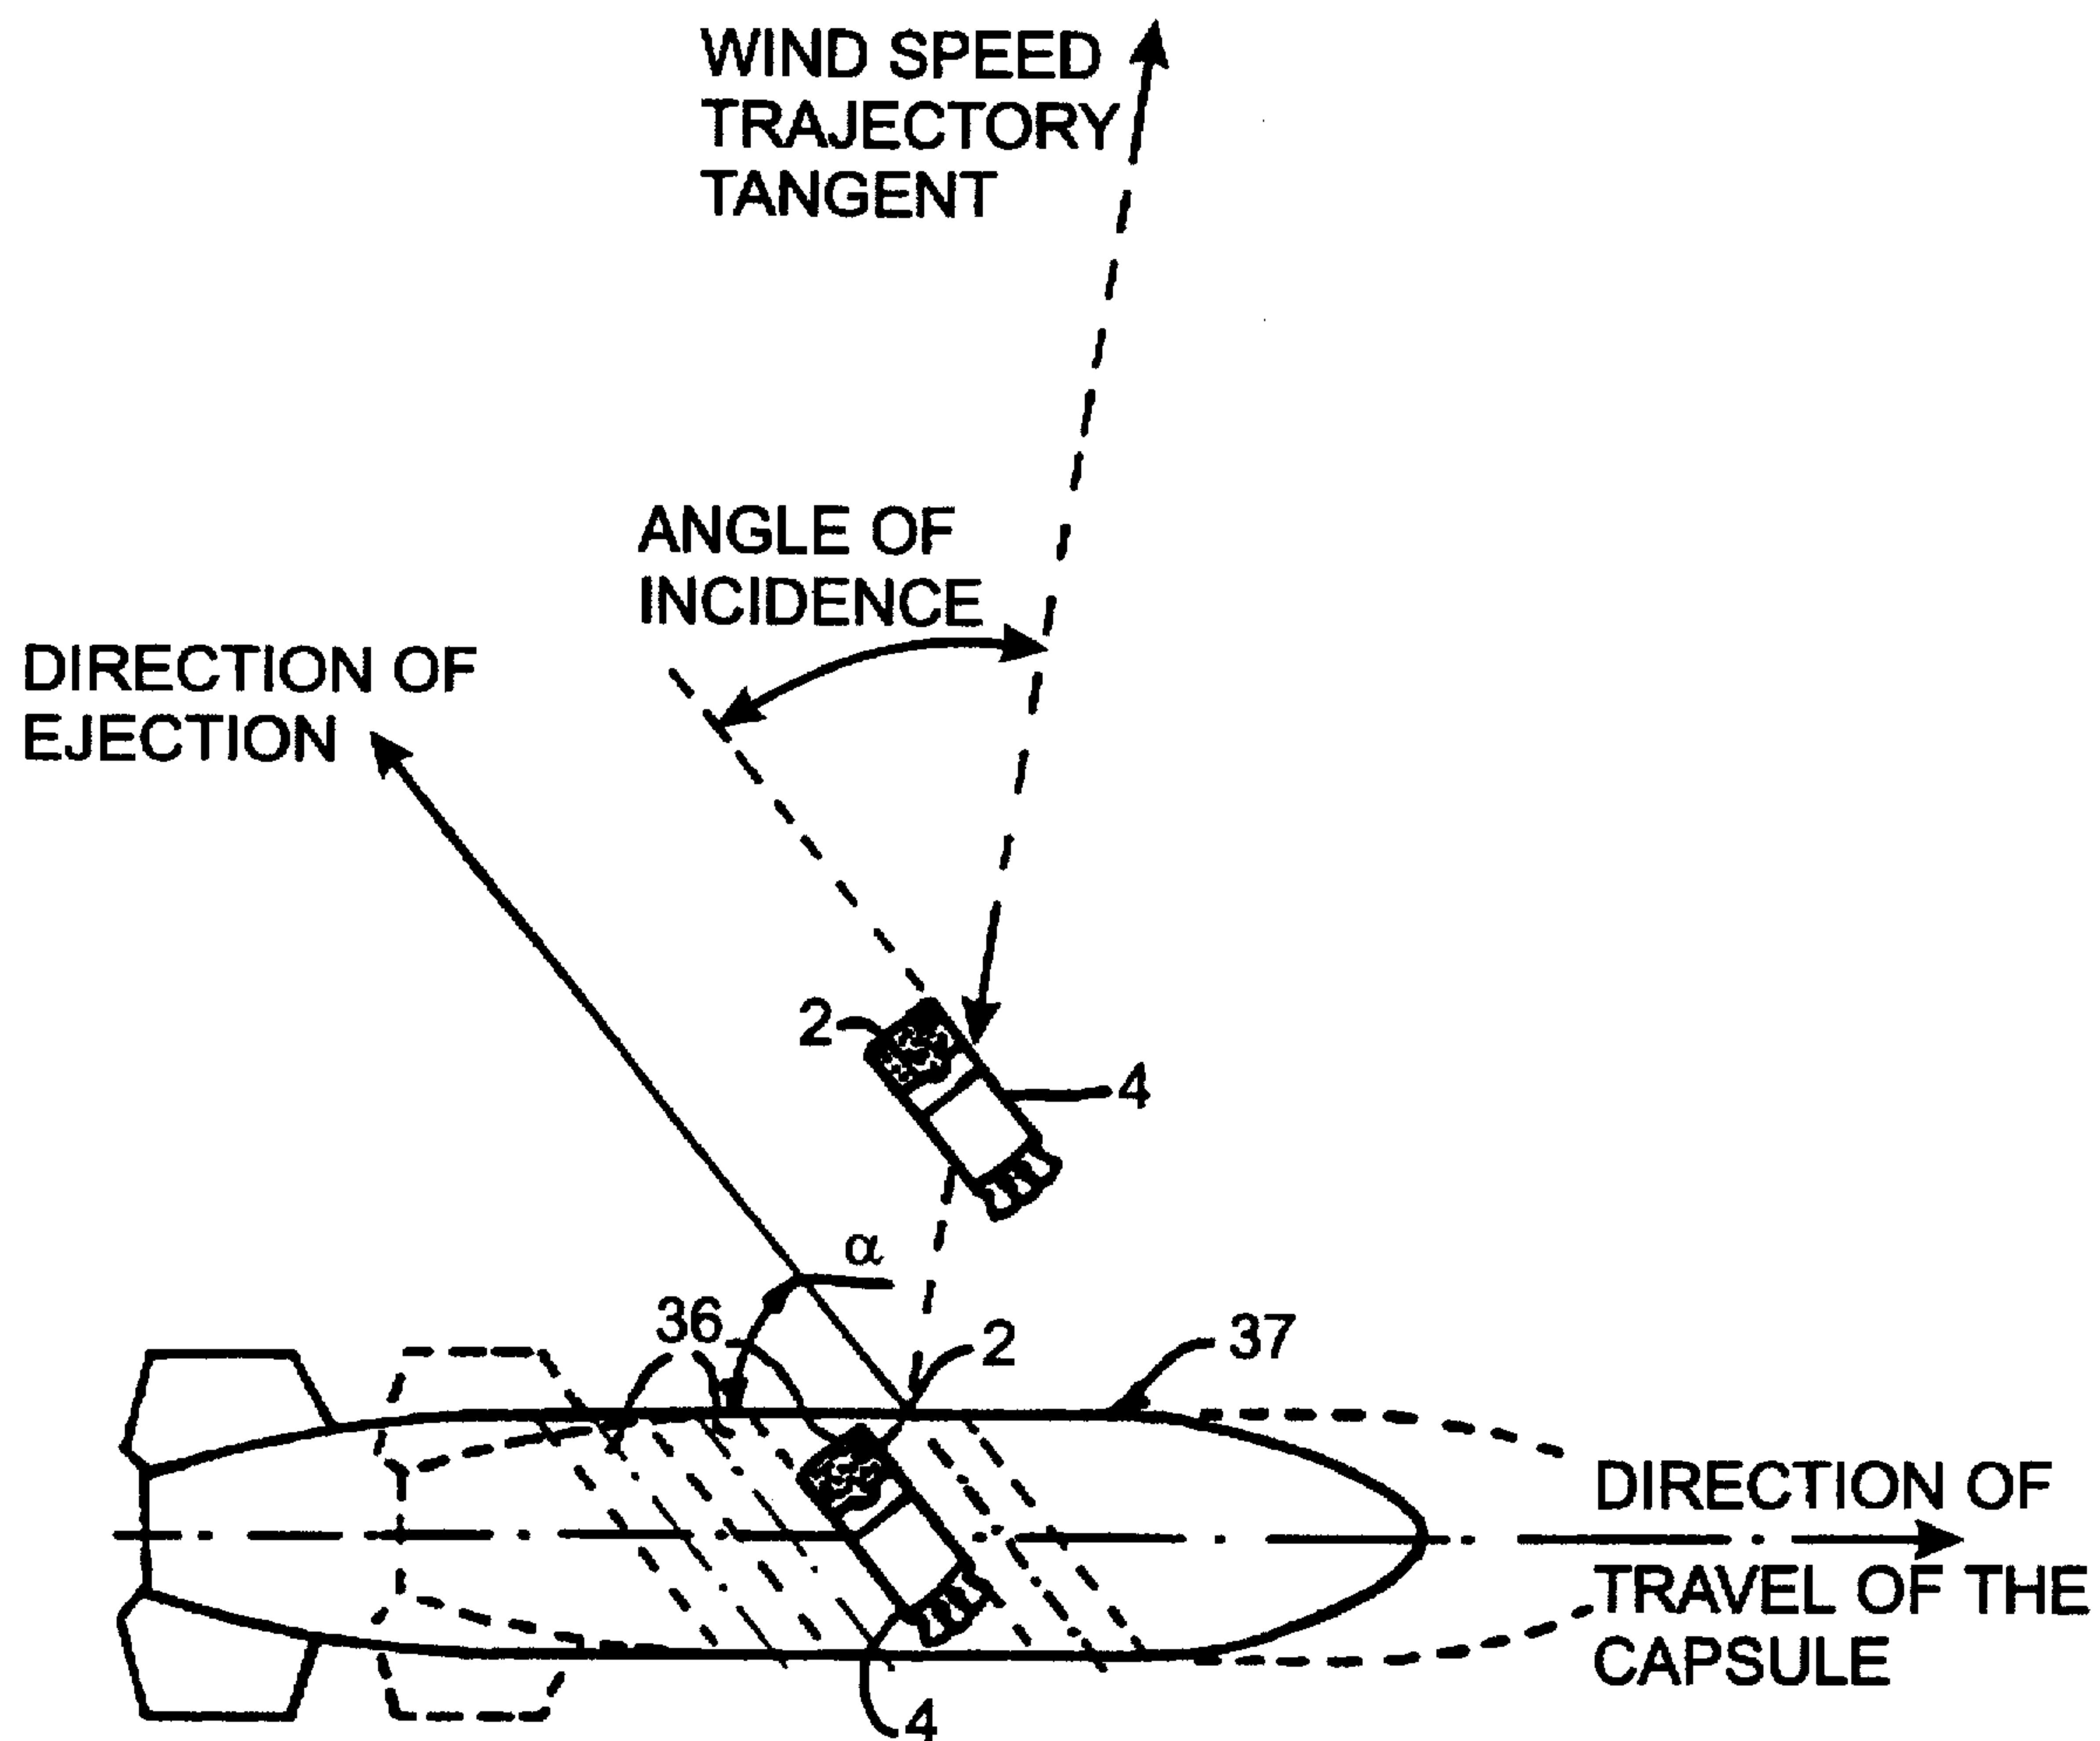 WIND SPEED
TRAJECTORY
TANGENT
ANGLE OF
INCIDENCE
DIRECTION OF
EJECTION
2
4
α
36
2
37
DIRECTION OF
TRAVEL OF THE
CAPSULE
4